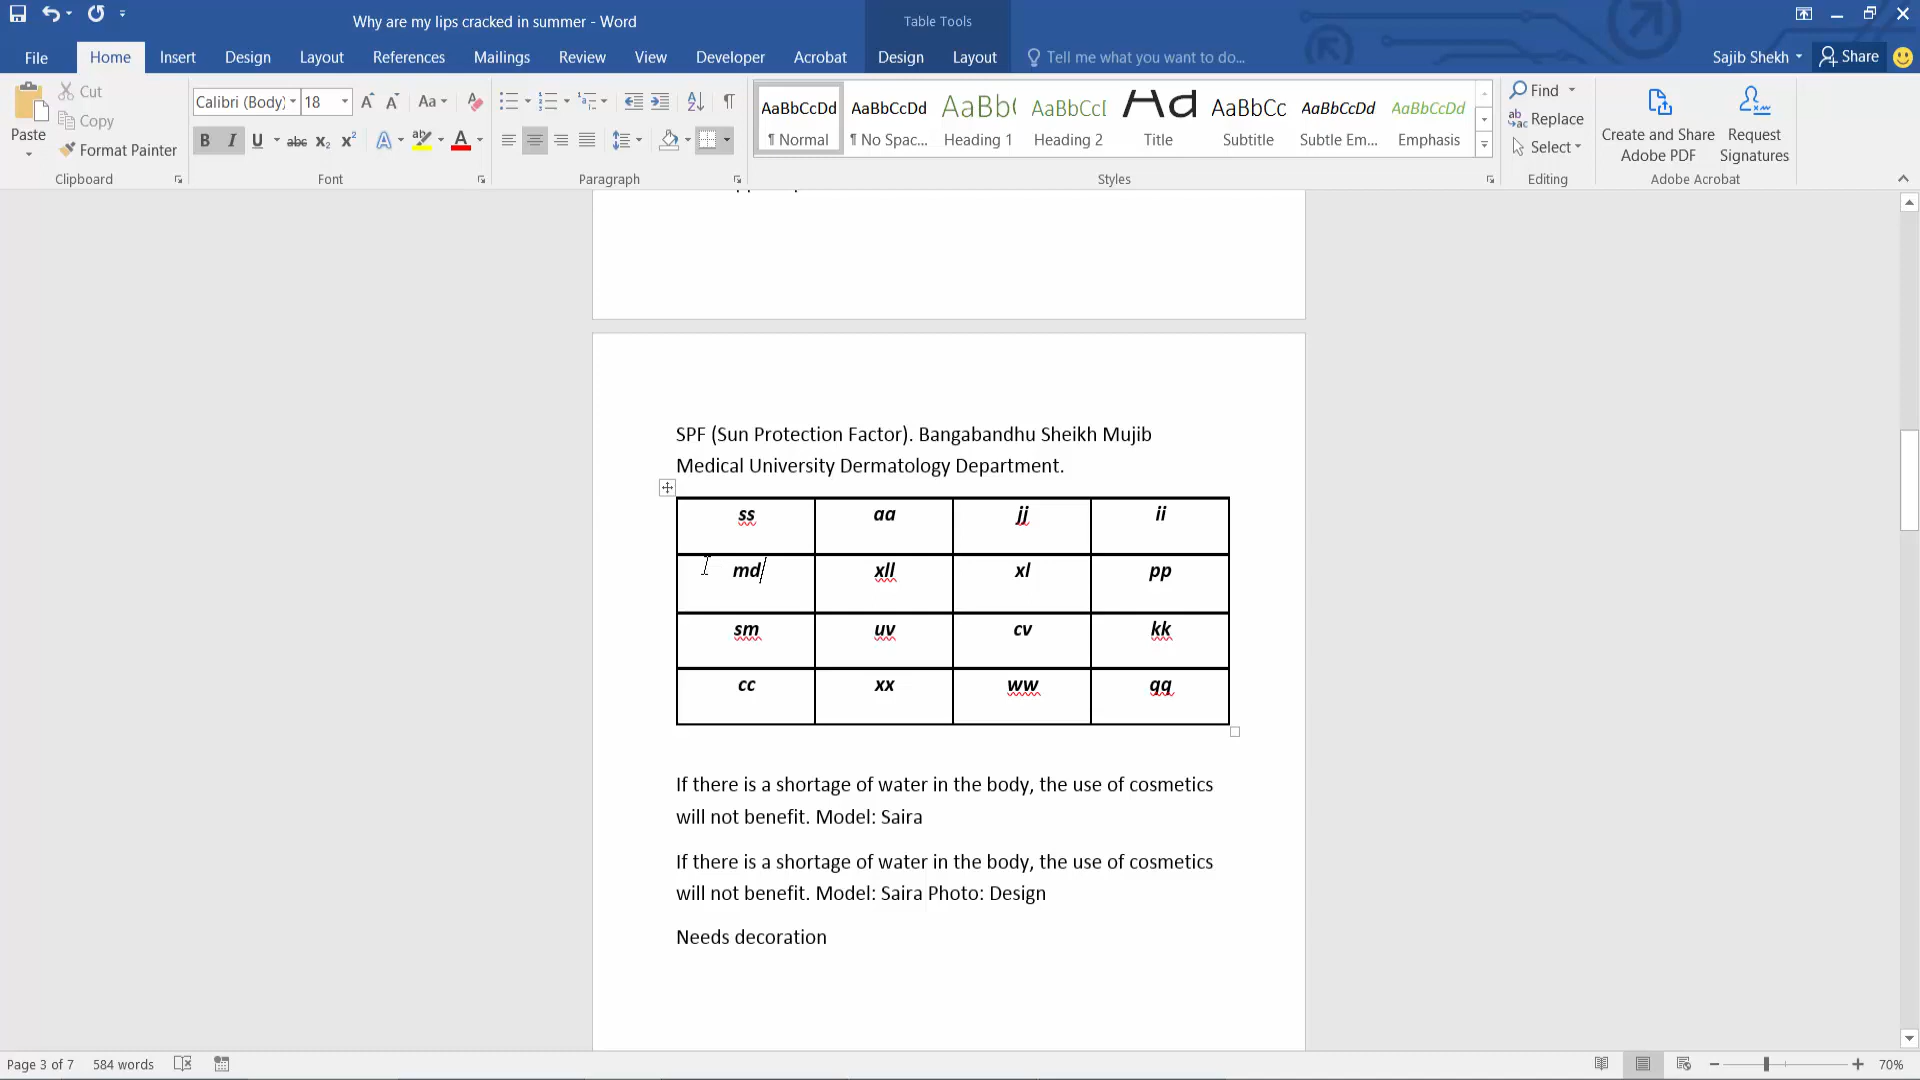 Why are my lips cracked in summer - Word
Table Tools
File Home Insert Design Layout References Mailings Review View Developer Acrobat Design Layout Tell me what you want to do... Sajib Shekh Share
Paste
Cut
Copy
Format Painter
Clipboard
Calibri (Body) 18
Font
Paragraph
AaBbCcDd AaBbCcDd AaBb( AaBbCcI Ad AaBbCc AaBbCcDd AaBbCcDd
¶ Normal ¶ No Spac... Heading 1 Heading 2 Title Subtitle Subtle Em... Emphasis
Styles
Find
Replace
Select
Editing
Create and Share Adobe PDF
Request Signatures
Adobe Acrobat
SPF (Sun Protection Factor). Bangabandhu Sheikh Mujib
Medical University Dermatology Department.
ss aa jj ii
md xll xl pp
sm uv cv kk
cc xx ww qq
If there is a shortage of water in the body, the use of cosmetics
will not benefit. Model: Saira
If there is a shortage of water in the body, the use of cosmetics
will not benefit. Model: Saira Photo: Design
Needs decoration
Page 3 of 7 584 words 70%